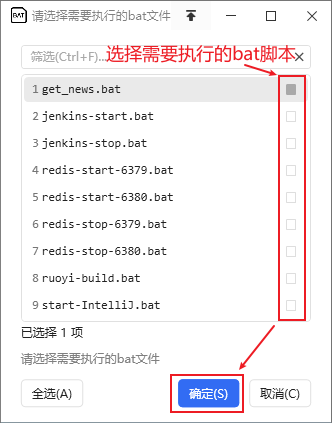 BAT 请选择需要执行的bat文件
筛选(Ctrl+F)...
选择需要执行的bat脚本
1 get_news.bat
2 jenkins-start.bat
3 jenkins-stop.bat
4 redis-start-6379.bat
5 redis-start-6380.bat
6 redis-stop-6379.bat
7 redis-stop-6380.bat
8 ruoyi-build.bat
9 start-IntelliJ.bat
已选择 1 项
请选择需要执行的bat文件
全选(A) 确定(S) 取消(C)